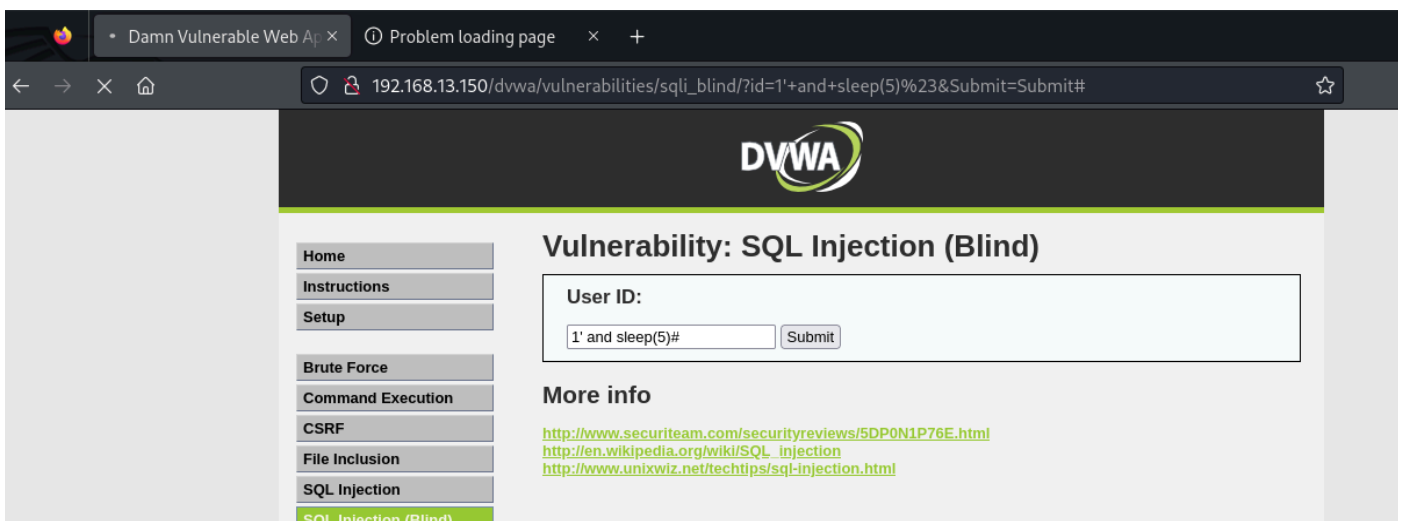 Damn Vulnerable Web Ap
Problem loading page
192.168.13.150/dvwa/vulnerabilities/sqli_blind/?id=1'+and+sleep(5)%23&Submit=Submit#
DVWA
Home
Instructions
Setup
Brute Force
Command Execution
CSRF
File Inclusion
SQL Injection
SQL Injection (Blind)
Vulnerability: SQL Injection (Blind)
User ID:
1' and sleep(5)# Submit
More info
http://www.securiteam.com/securityreviews/5DP0N1P76E.html
http://en.wikipedia.org/wiki/SQL_injection
http://www.unixwiz.net/techtips/sql-injection.html